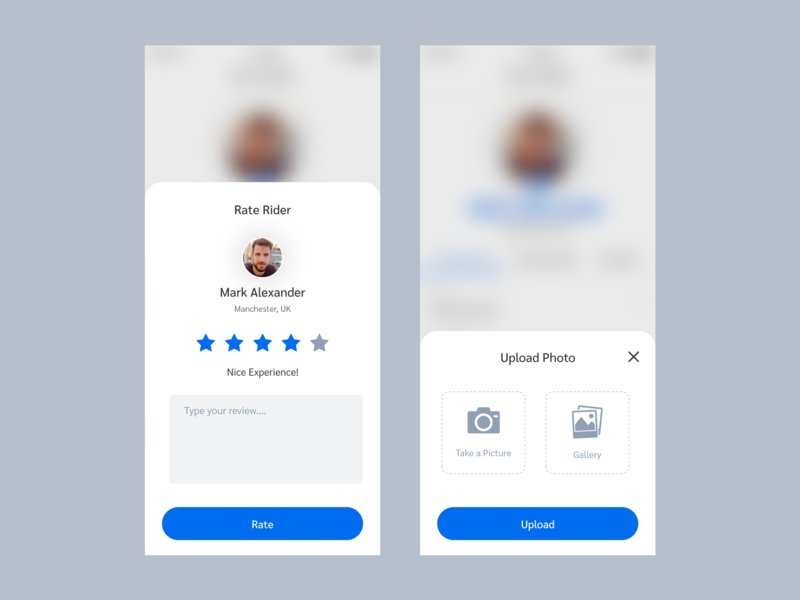 Rate Rider
Mark Alexander
Manchester, UK
Nice Experience!
Type your review....
Rate
Upload Photo
Take a Picture
Gallery
Upload